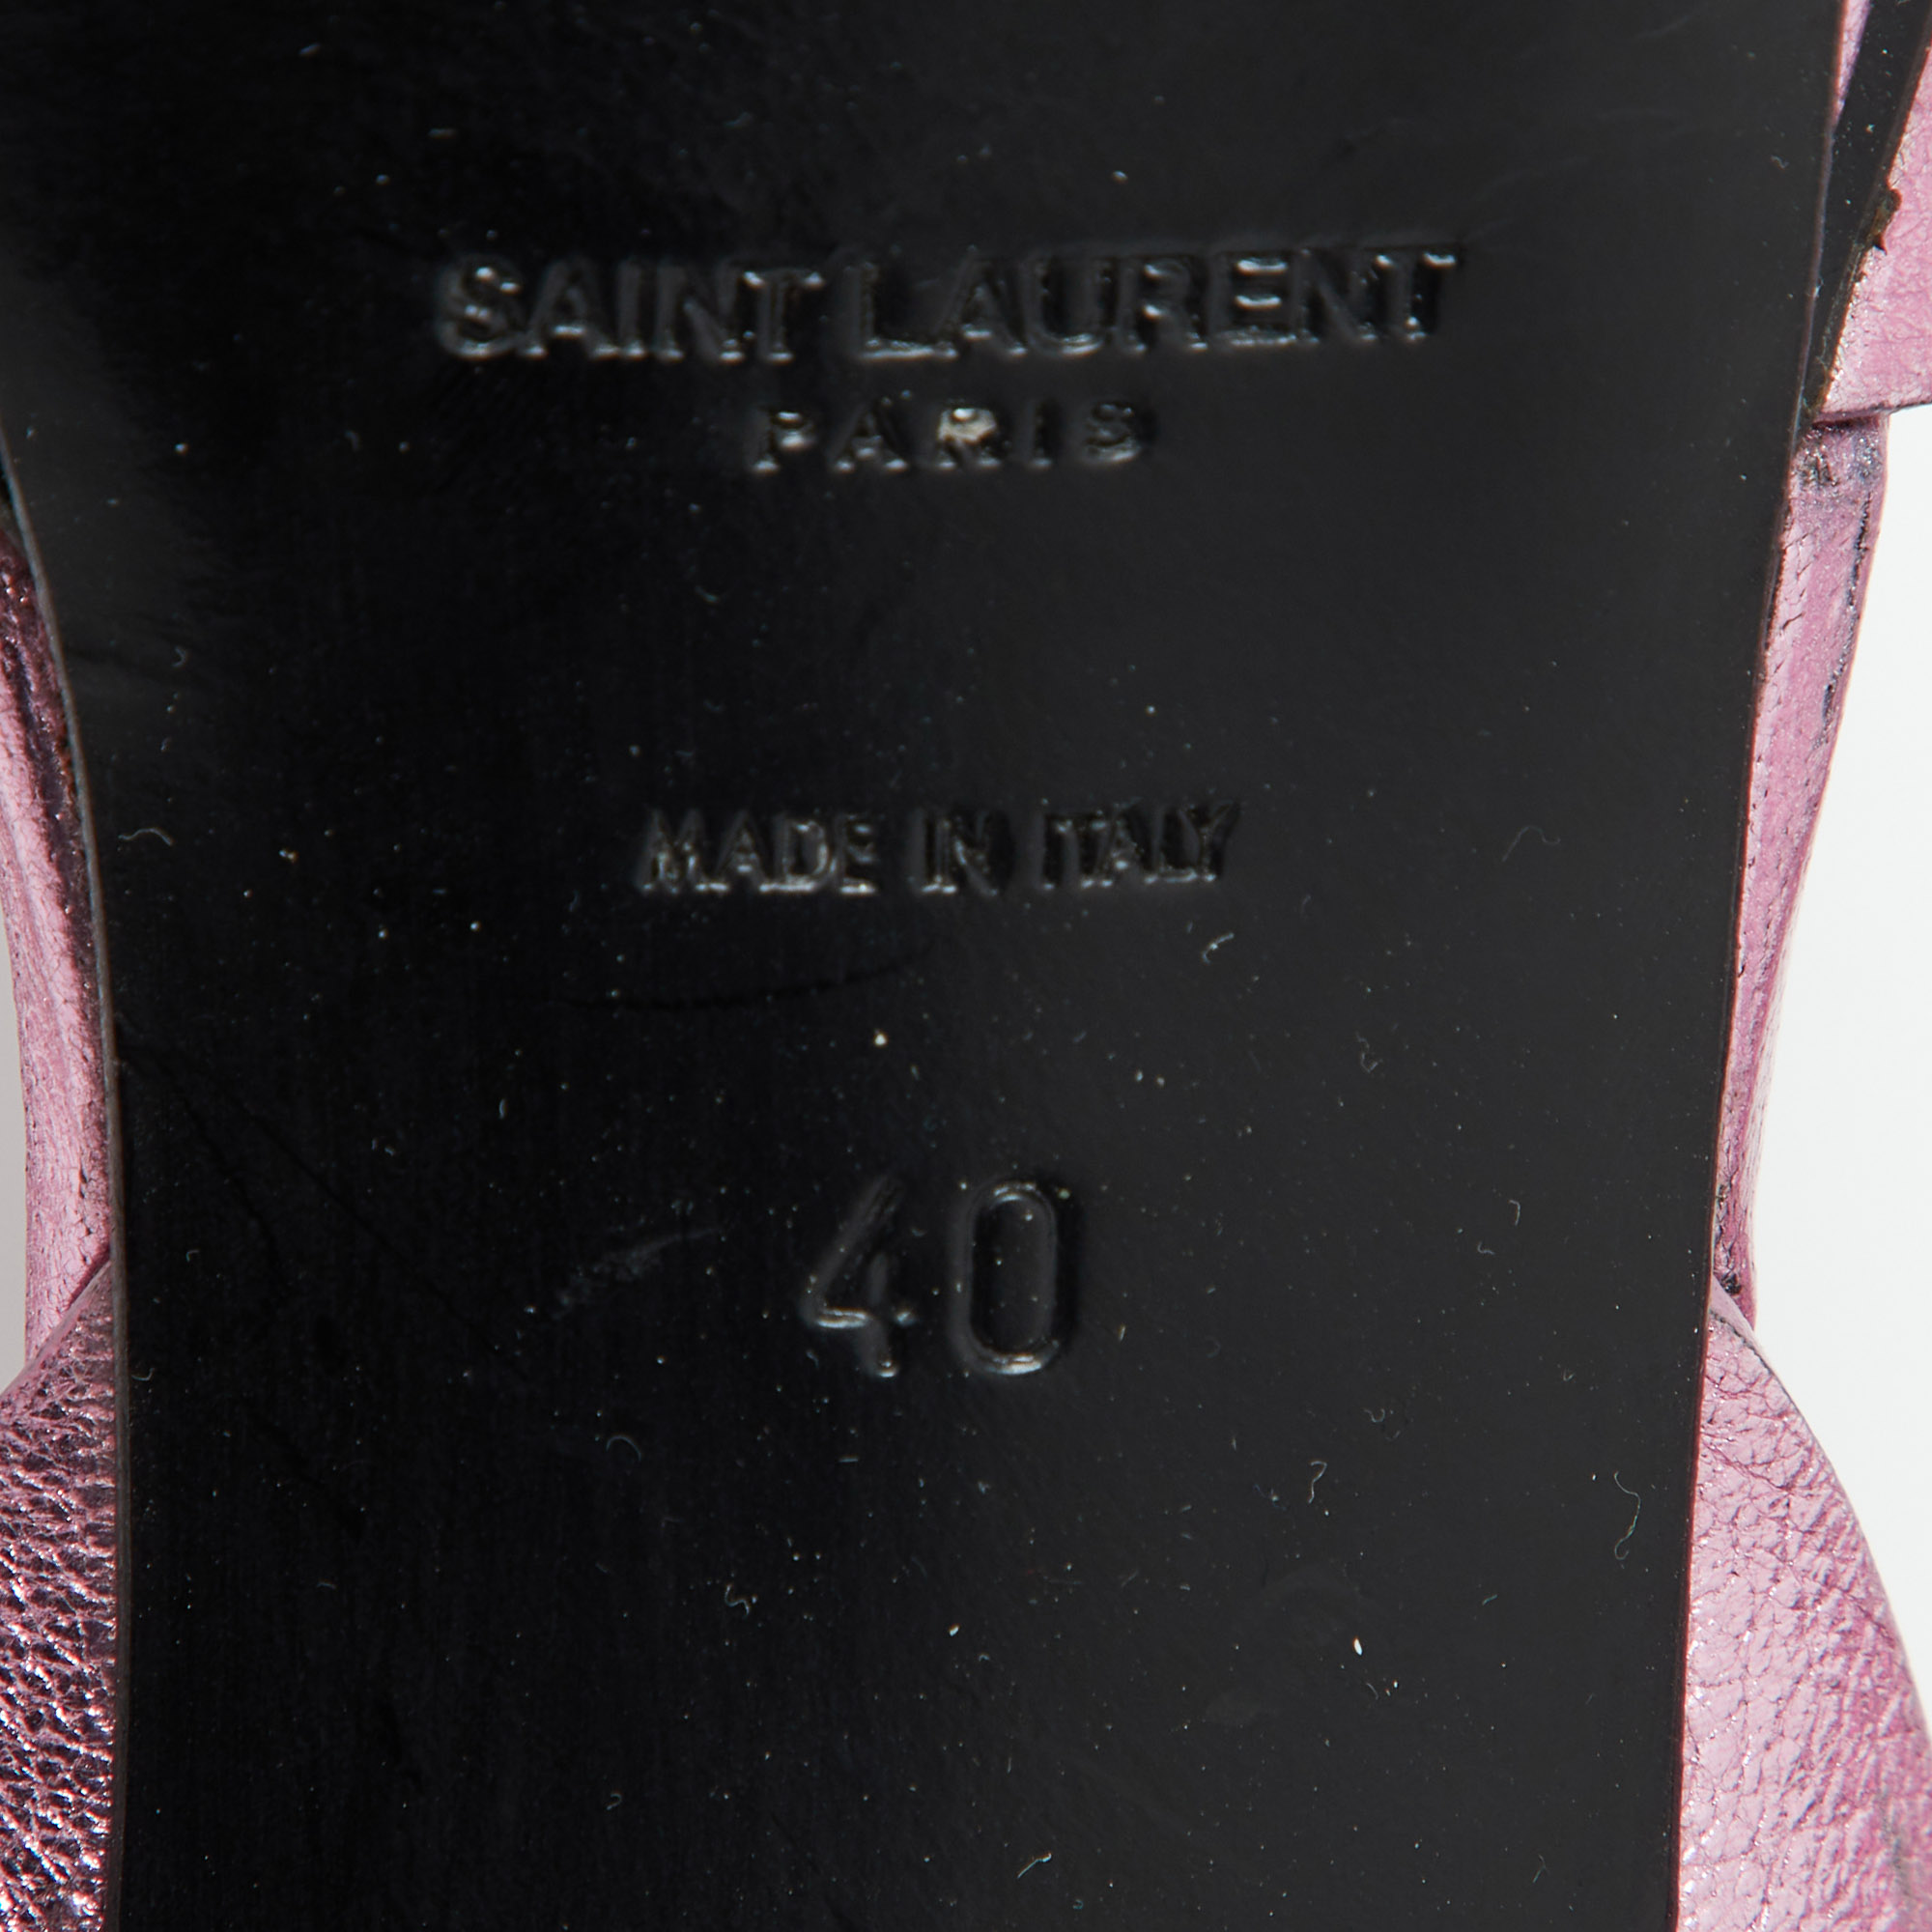 SAINT LAURENT
PARIS
MADE IN ITALY
40